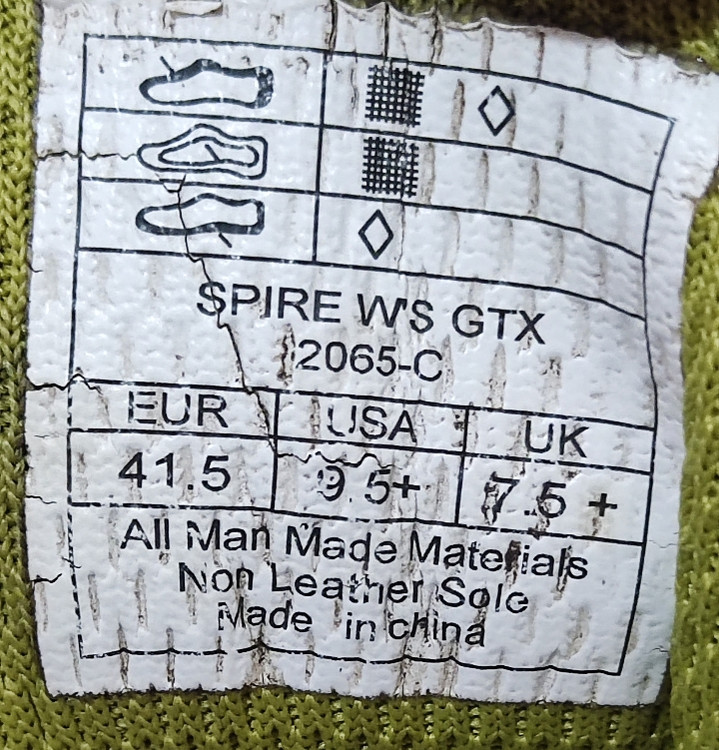 SPIRE W'S GTX
2065-C
EUR USA UK
41.5 9.5+ 7.5 +
All Man Made Materials
Non Leather Sole
Made in china